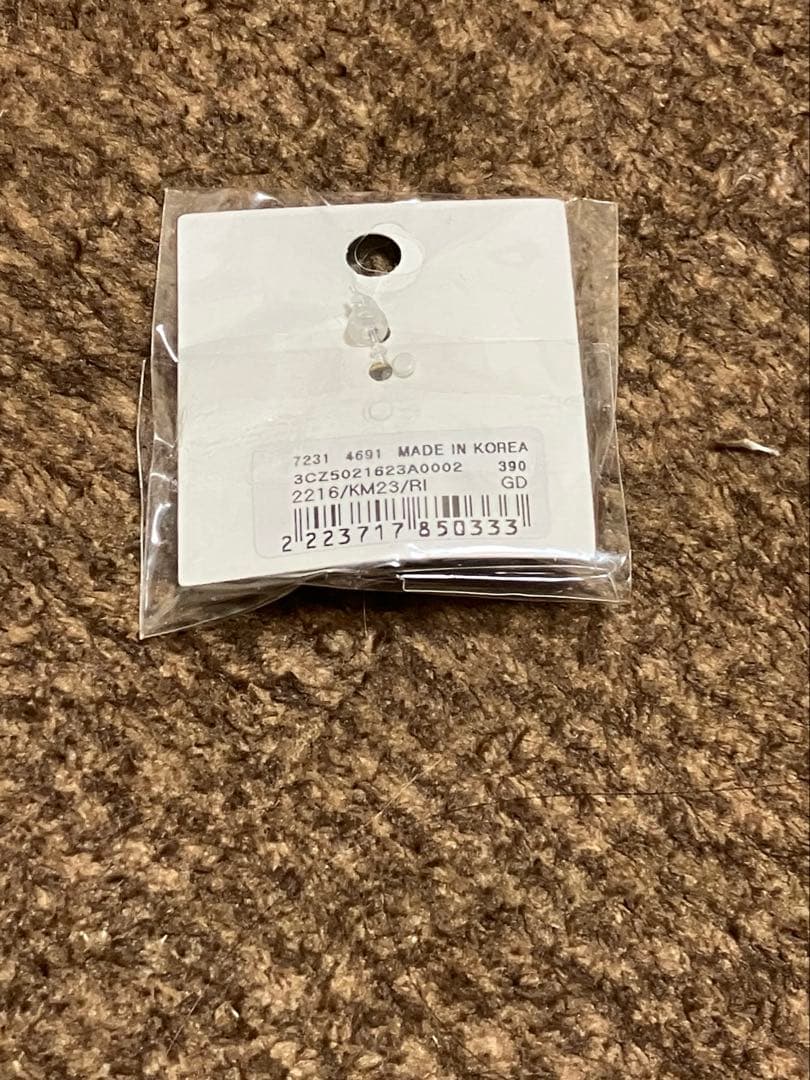 7231 4691 MADE IN KOREA
3CZ5021623A0002 390
2216/KM23/RI GD
2 223717 850333